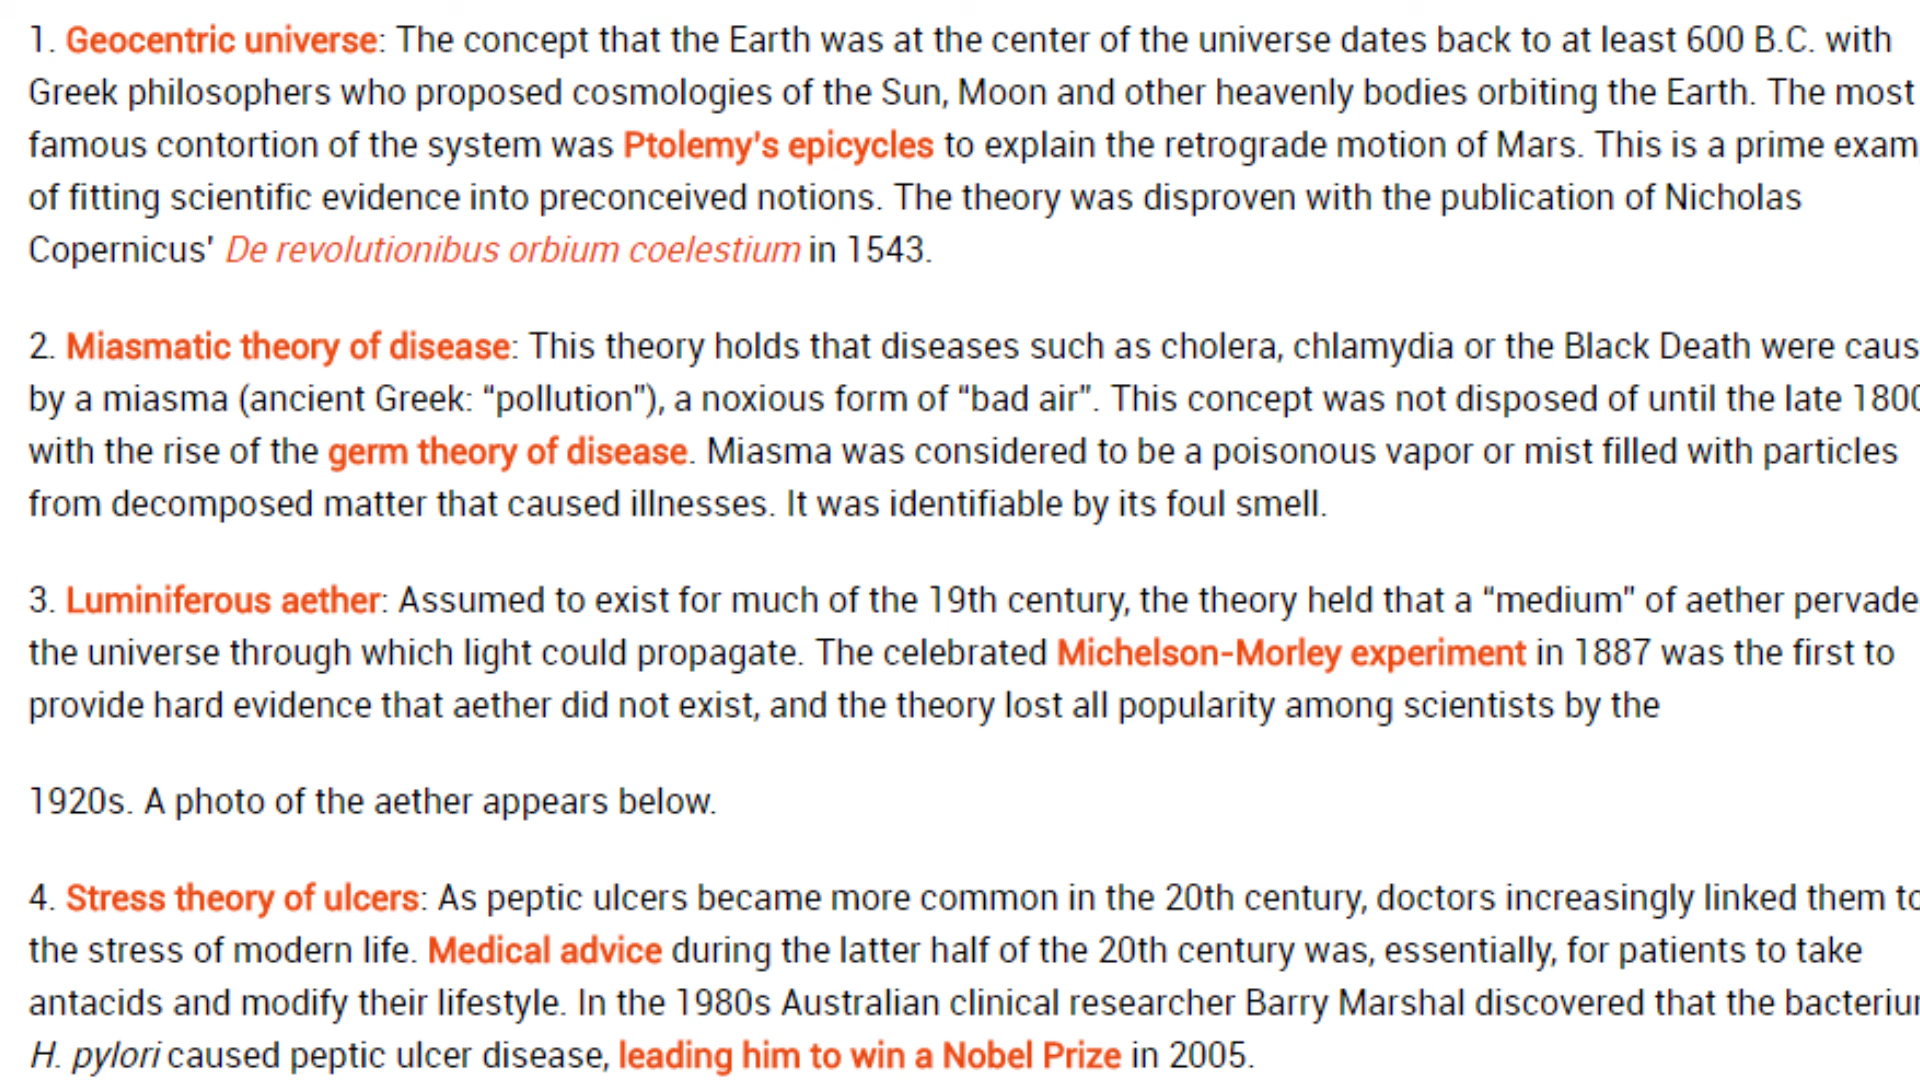 1. Geocentric universe: The concept that the Earth was at the center of the universe dates back to at least 600 B.C. with
Greek philosophers who proposed cosmologies of the Sun, Moon and other heavenly bodies orbiting the Earth. The most
famous contortion of the system was Ptolemy's epicycles to explain the retrograde motion of Mars. This is a prime exam
of fitting scientific evidence into preconceived notions. The theory was disproven with the publication of Nicholas
Copernicus' De revolutionibus orbium coelestium in 1543.
2. Miasmatic theory of disease: This theory holds that diseases such as cholera, chlamydia or the Black Death were caus
by a miasma (ancient Greek: “pollution"), a noxious form of “bad air". This concept was not disposed of until the late 1800
with the rise of the germ theory of disease. Miasma was considered to be a poisonous vapor or mist filled with particles
from decomposed matter that caused illnesses. It was identifiable by its foul smell.
3. Luminiferous aether: Assumed to exist for much of the 19th century, the theory held that a “medium” of aether pervade
the universe through which light could propagate. The celebrated Michelson-Morley experiment in 1887 was the first to
provide hard evidence that aether did not exist, and the theory lost all popularity among scientists by the
1920s. A photo of the aether appears below.
4. Stress theory of ulcers: As peptic ulcers became more common in the 20th century, doctors increasingly linked them to
the stress of modern life. Medical advice during the latter half of the 20th century was, essentially, for patients to take
antacids and modify their lifestyle. In the 1980s Australian clinical researcher Barry Marshal discovered that the bacteriu
H. pylori caused peptic ulcer disease, leading him to win a Nobel Prize in 2005.